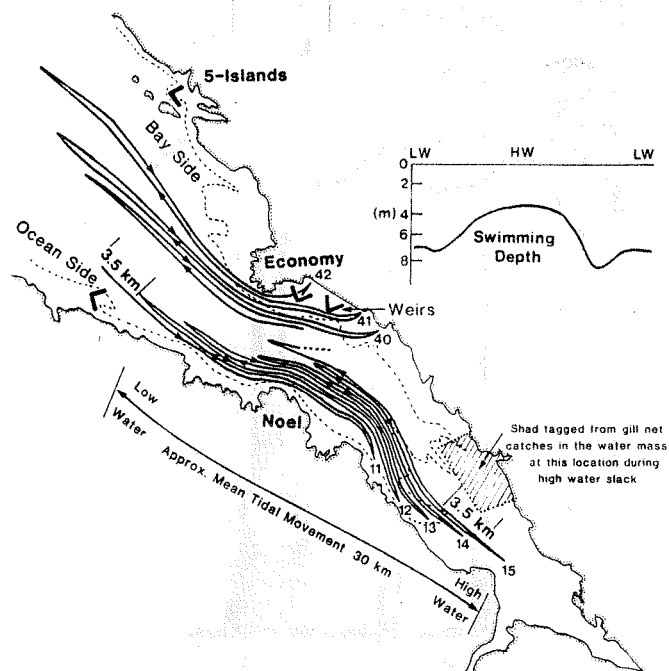 5-Islands
Bay Side
LW
HW
LW
0
2
(m) 4
6
8
Swimming
Depth
Ocean Side
3.5 km
Economy
42
Weirs
41
40
Noel
Shad tagged from gill net
catches in the water mass
at this location during
high water slack
Low
Water
Approx. Mean Tidal Movement 30 km
High
Water
3.5 km
11
12
13
14
15